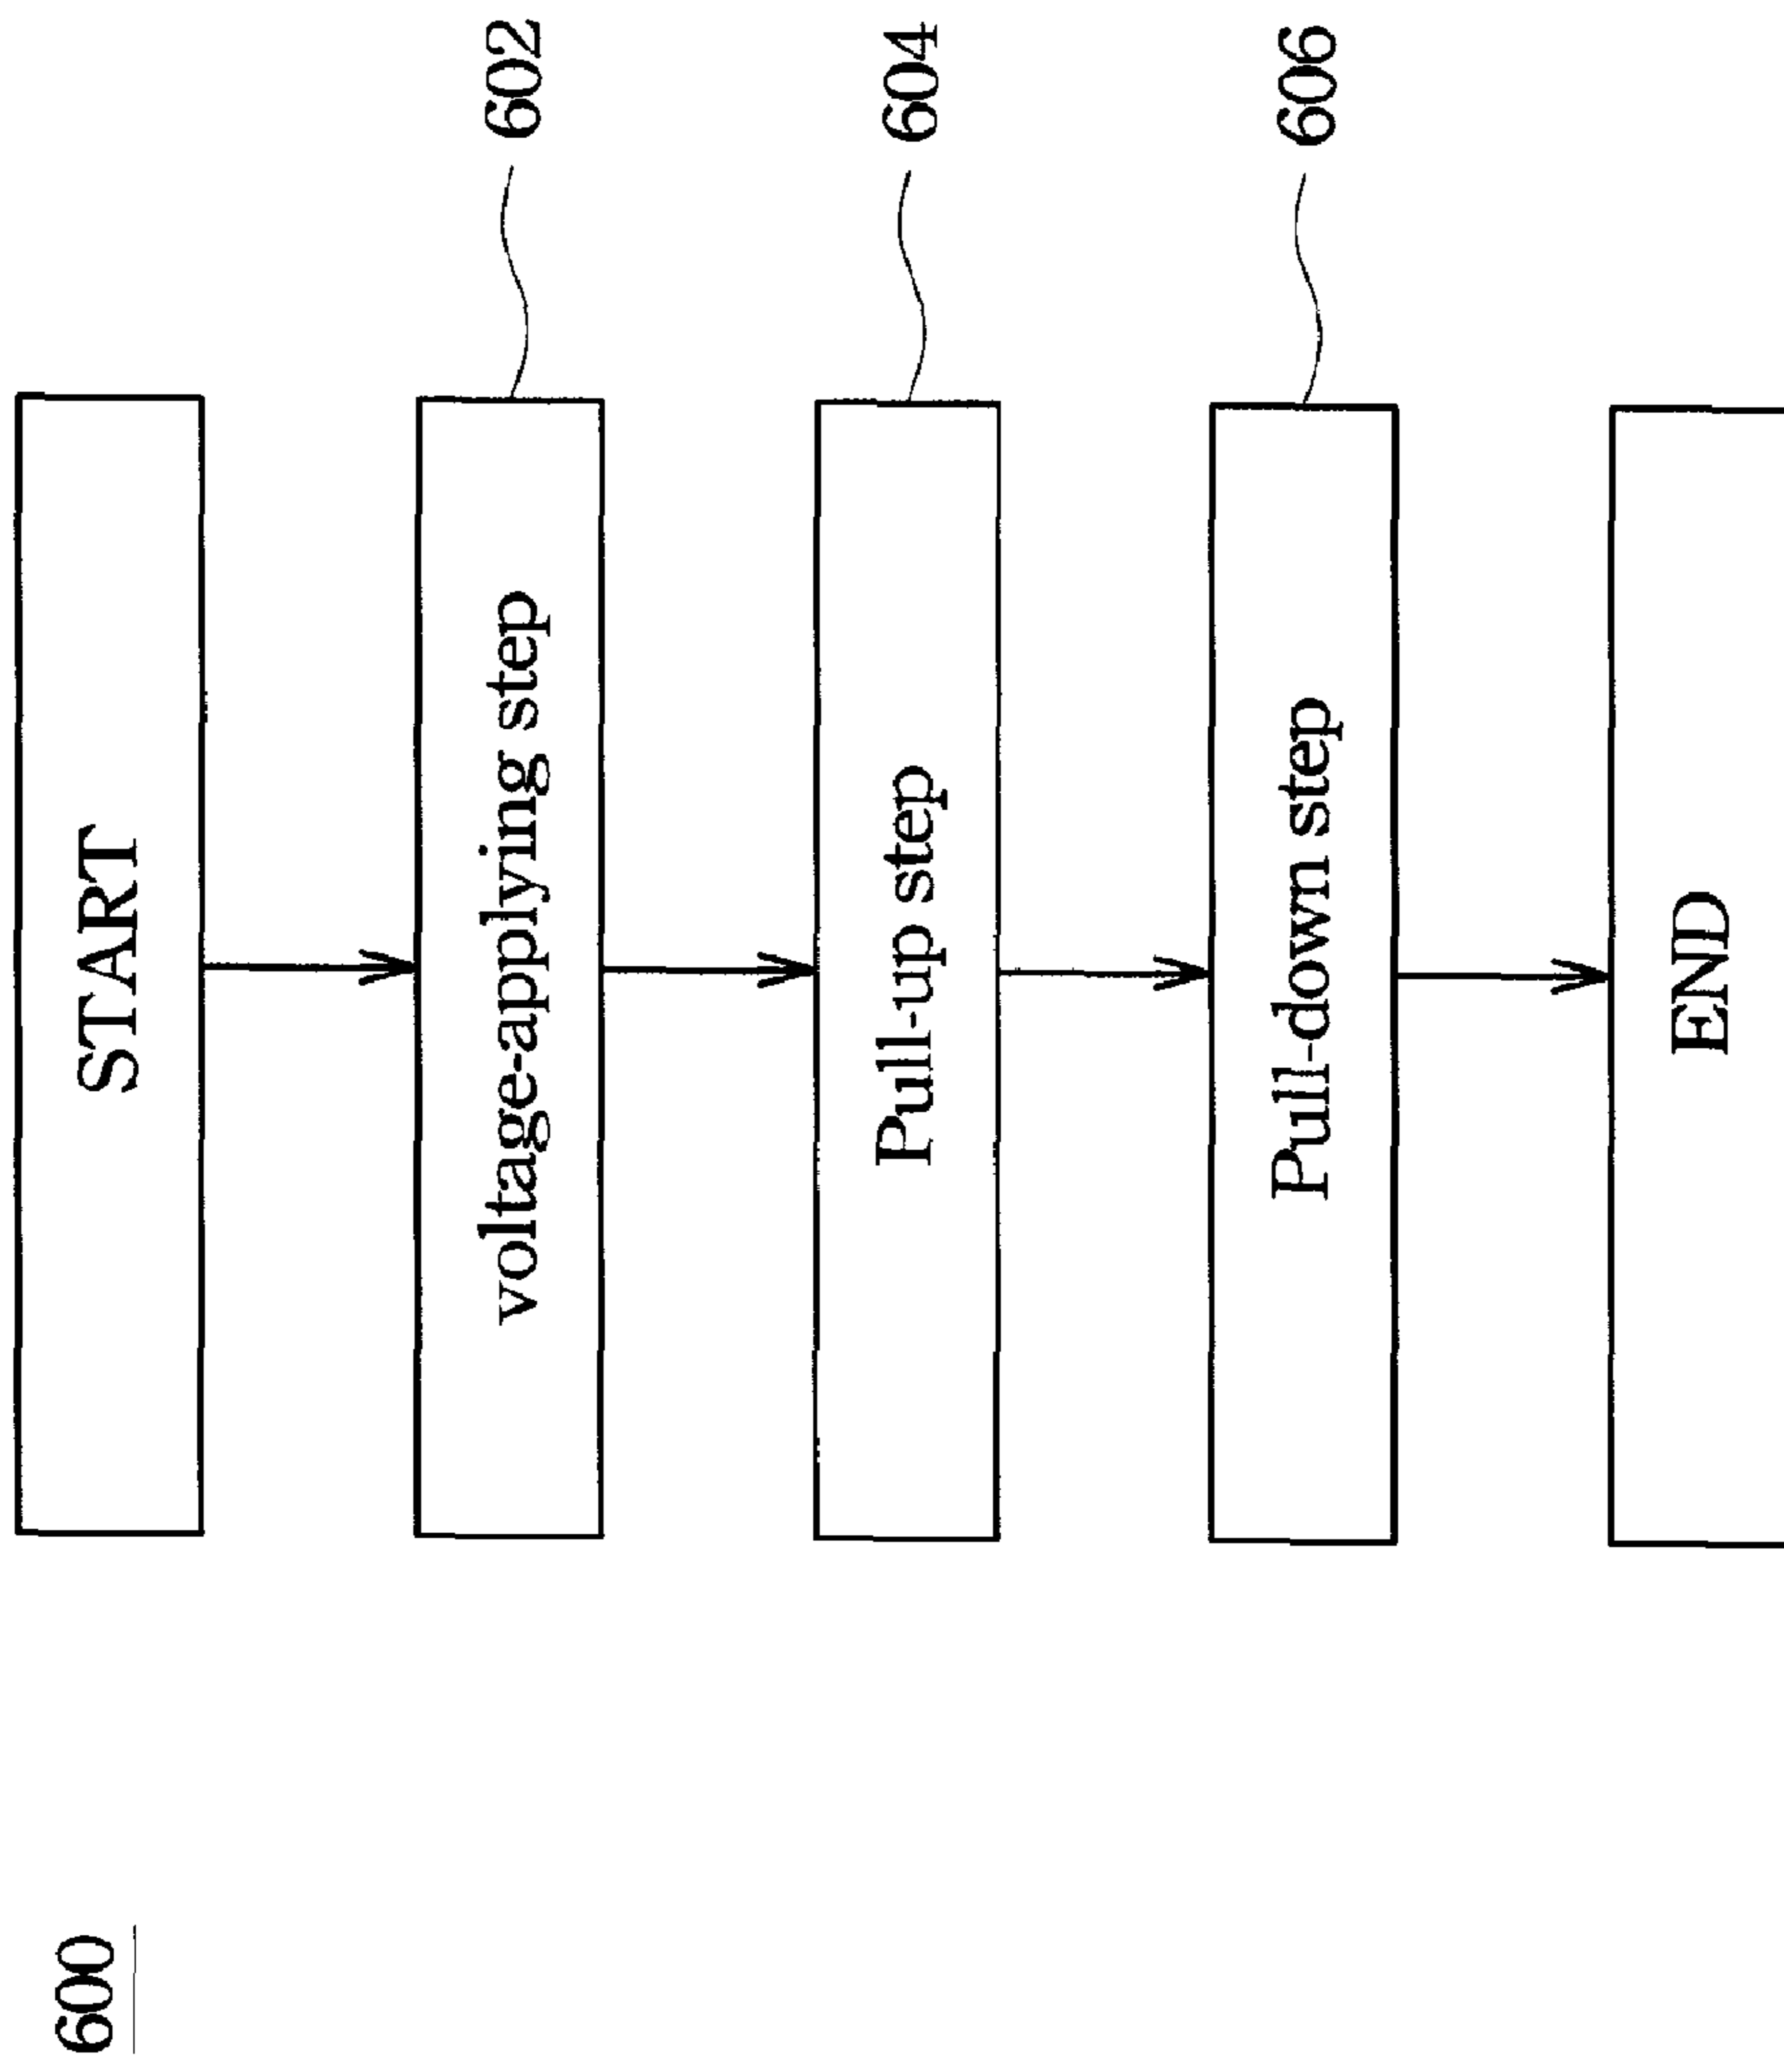 600
START
voltage-applying step
602
Pull-up step
604
Pull-down step
606
END